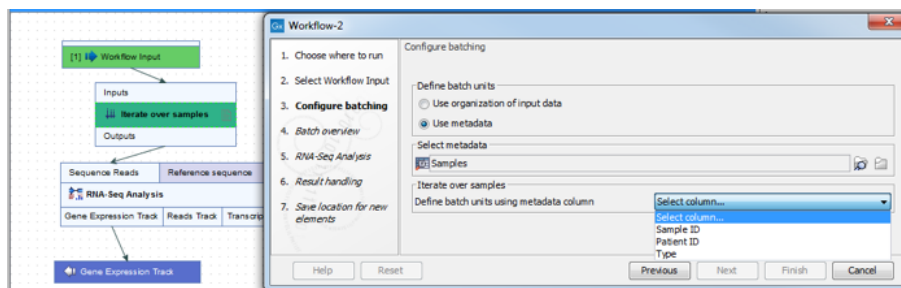 [1] Workflow Input
Inputs
Iterate over samples
Outputs
Sequence Reads Reference sequence
RNA-Seq Analysis
Gene Expression Track Reads Track Transcrip
Gene Expression Track
Workflow-2
1. Choose where to run
2. Select Workflow Input
3. Configure batching
4. Batch overview
5. RNA-Seq Analysis
6. Result handling
7. Save location for new
elements
Configure batching
Define batch units
Use organization of input data
Use metadata
Select metadata
Samples
Iterate over samples
Define batch units using metadata column Select column...
Select column...
Sample ID
Patient ID
Type
Help Reset Previous Next Finish Cancel